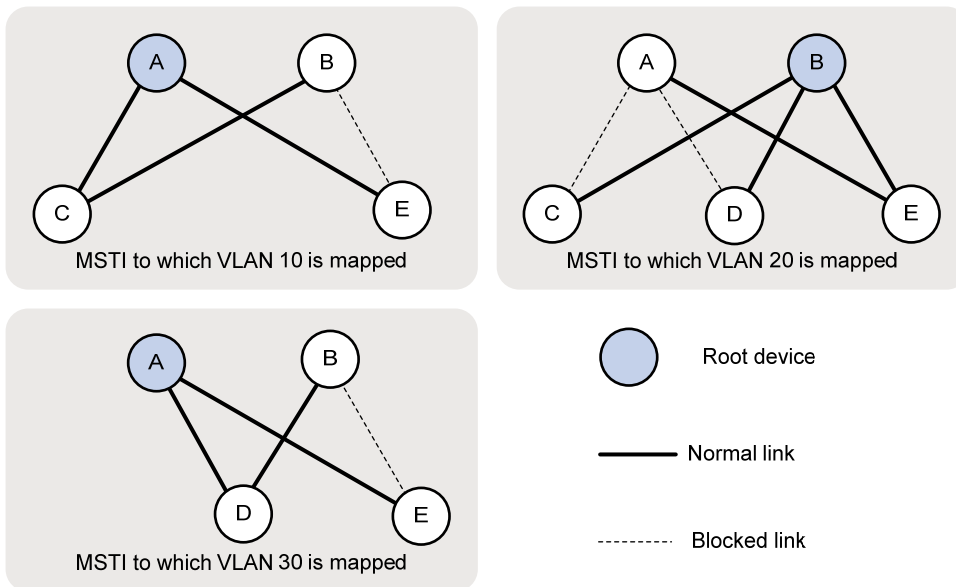 A
B
C
E
MSTI to which VLAN 10 is mapped
A
B
C
D
E
MSTI to which VLAN 20 is mapped
A
B
D
E
MSTI to which VLAN 30 is mapped
Root device
Normal link
Blocked link